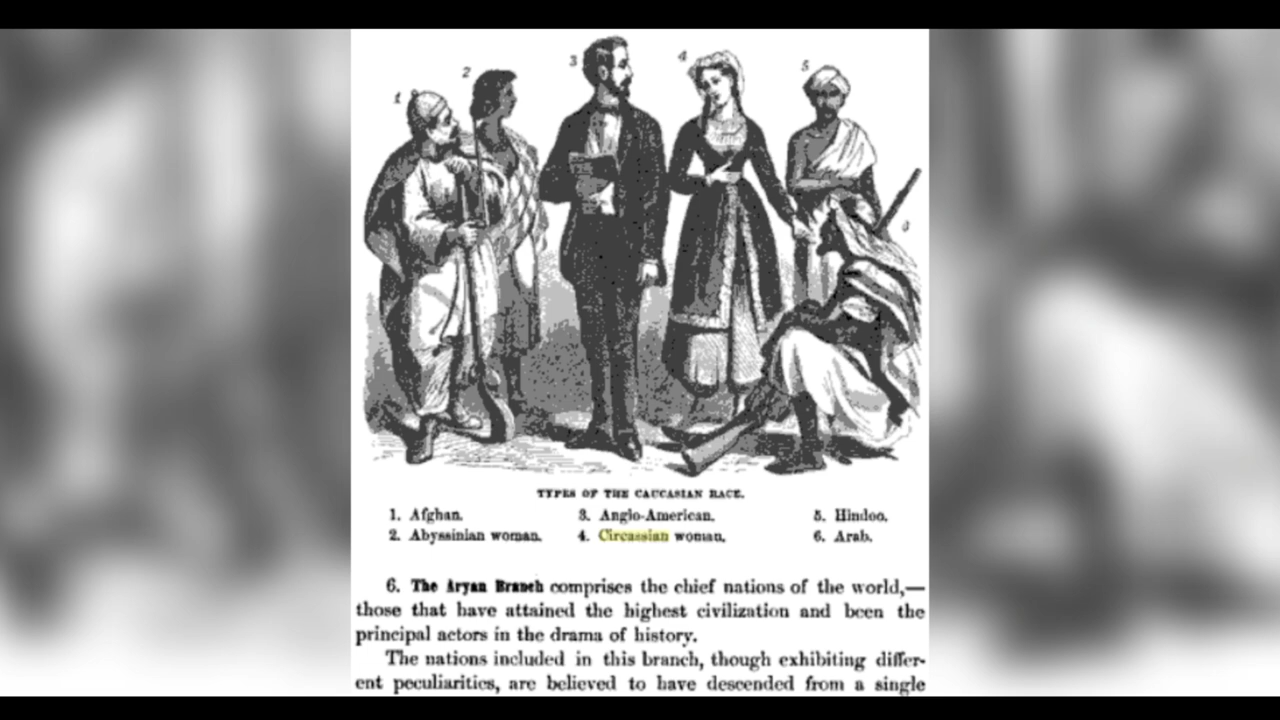 1 2 3 4 5 6
TYPES OF THE CAUCASIAN RACE.
1. Afghan. 3. Anglo-American. 5. Hindoo.
2. Abyssinian woman. 4. Circassian woman. 6. Arab.
6. The Aryan Branch comprises the chief nations of the world,—
those that have attained the highest civilization and been the
principal actors in the drama of history.
The nations included in this branch, though exhibiting differ-
ent peculiarities, are believed to have descended from a single